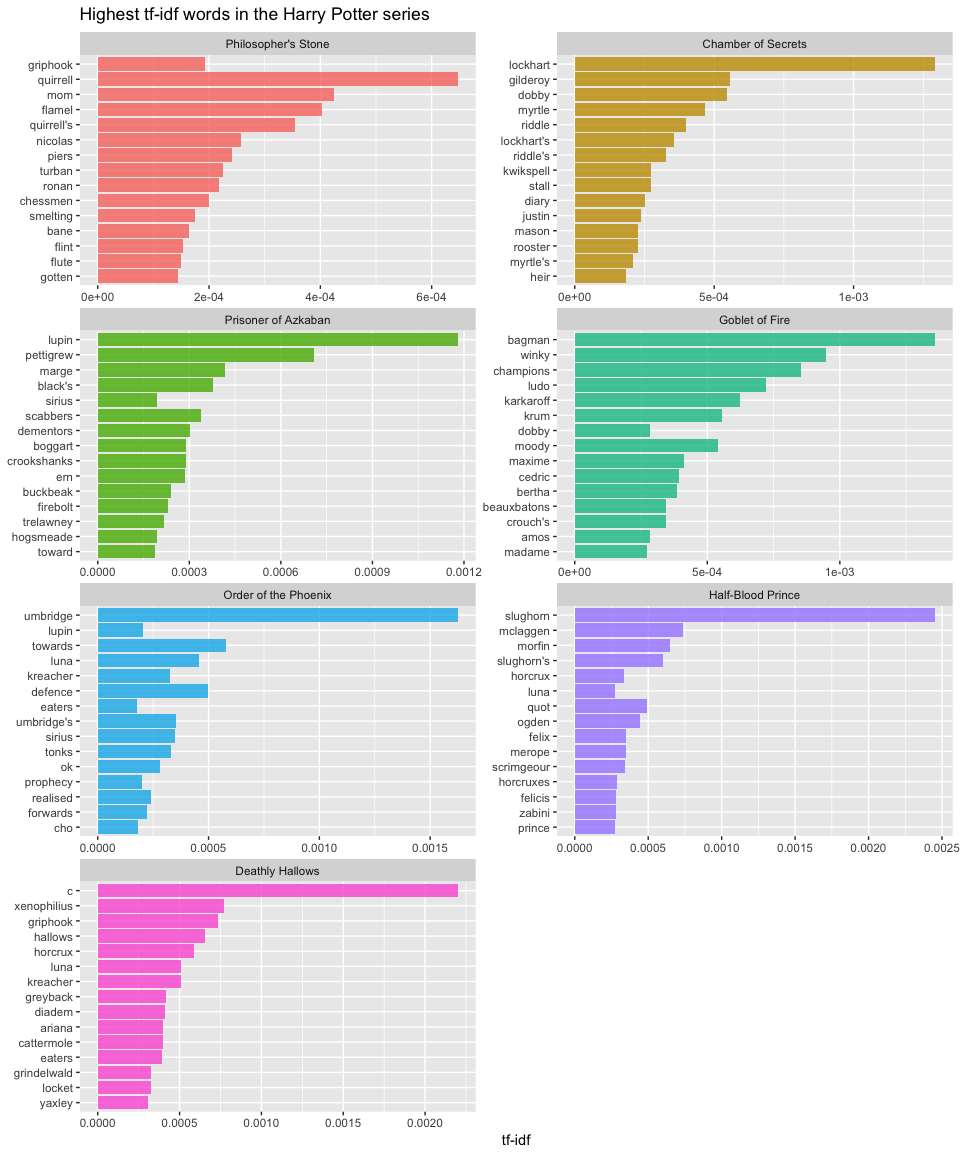 Highest tf-idf words in the Harry Potter series
Philosopher's Stone
griphook
quirrell
mom
flamel
quirrell's
nicolas
piers
turban
ronan
chessmen
smelting
bane
flint
flute
gotten
0e+00 2e-04 4e-04 6e-04
Chamber of Secrets
lockhart
gilderoy
dobby
myrtle
riddle
lockhart's
riddle's
kwikspell
stall
diary
justin
mason
rooster
myrtle's
heir
0e+00 5e-04 1e-03
Prisoner of Azkaban
lupin
pettigrew
marge
black's
sirius
scabbers
dementors
boggart
crookshanks
ern
buckbeak
firebolt
trelawney
hogsmeade
toward
0.0000 0.0003 0.0006 0.0009 0.0012
Goblet of Fire
bagman
winky
champions
ludo
karkaroff
krum
dobby
moody
maxime
cedric
bertha
beauxbatons
crouch's
amos
madame
0e+00 5e-04 1e-03
Order of the Phoenix
umbridge
lupin
towards
luna
kreacher
defence
eaters
umbridge's
sirius
tonks
ok
prophecy
realised
forwards
cho
0.0000 0.0005 0.0010 0.0015
Half-Blood Prince
slughorn
mclaggen
morfin
slughorn's
horcrux
luna
quot
ogden
felix
merope
scrimgeour
horcruxes
felicis
zabini
prince
0.0000 0.0005 0.0010 0.0015 0.0020 0.0025
Deathly Hallows
c
xenophilius
griphook
hallows
horcrux
luna
kreacher
greyback
diadem
ariana
cattermole
eaters
grindelwald
locket
yaxley
0.0000 0.0005 0.0010 0.0015 0.0020
tf-idf